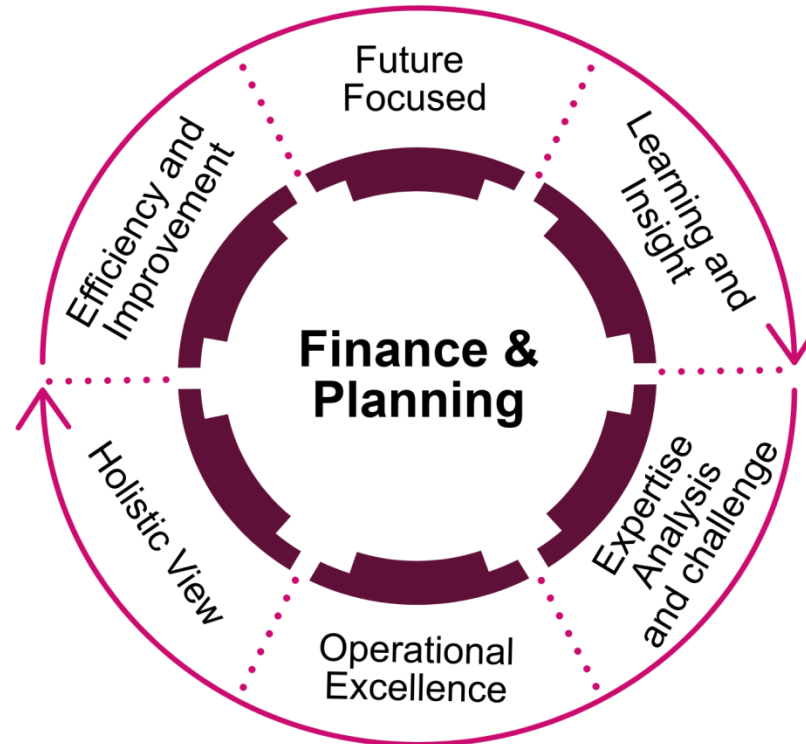 Future
Focused
Learning and
Insight
Expertise
Analysis
and challenge
Operational
Excellence
Holistic View
Efficiency and
Improvement
Finance &
Planning